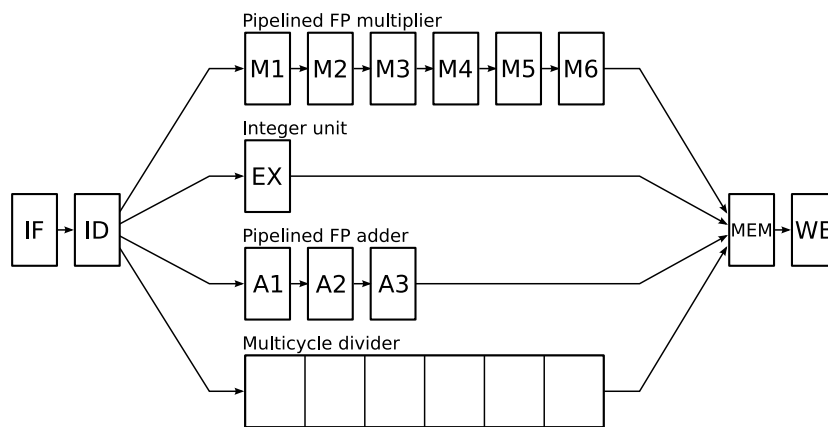 Pipelined FP multiplier
M1 M2 M3 M4 M5 M6
Integer unit
EX
IF ID MEM WB
Pipelined FP adder
A1 A2 A3
Multicycle divider